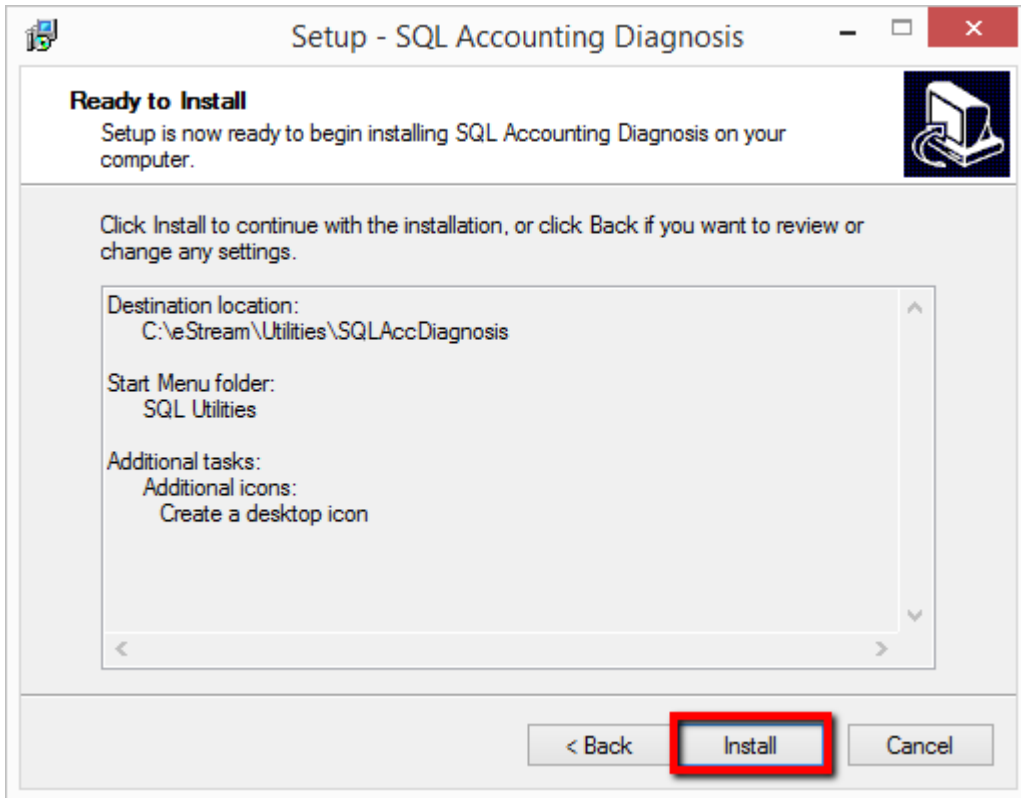 Setup - SQL Accounting Diagnosis
Ready to Install
Setup is now ready to begin installing SQL Accounting Diagnosis on your
computer.
Click Install to continue with the installation, or click Back if you want to review or
change any settings.
Destination location:
C:\eStream\Utilities\SQLAccDiagnosis
Start Menu folder:
SQL Utilities
Additional tasks:
Additional icons:
Create a desktop icon
< Back Install Cancel